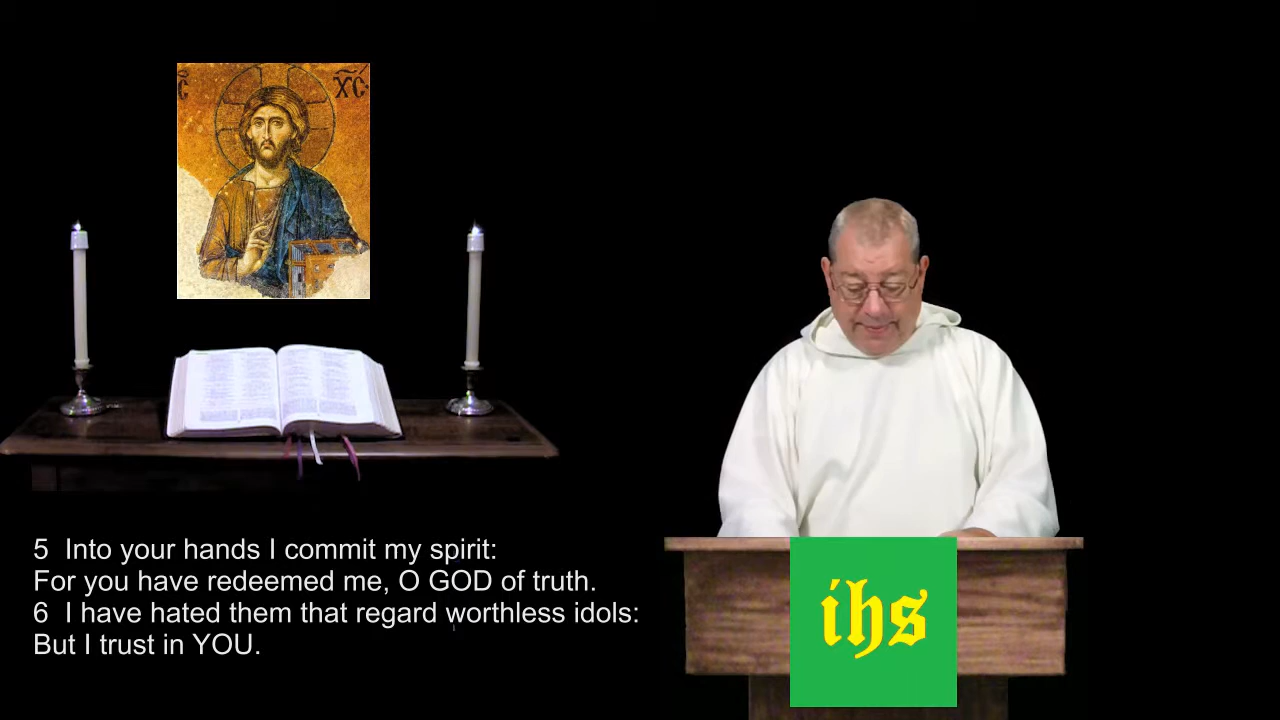 C
XC
5 Into your hands I commit my spirit:
For you have redeemed me, O GOD of truth.
6 I have hated them that regard worthless idols:
But I trust in YOU.
ihs